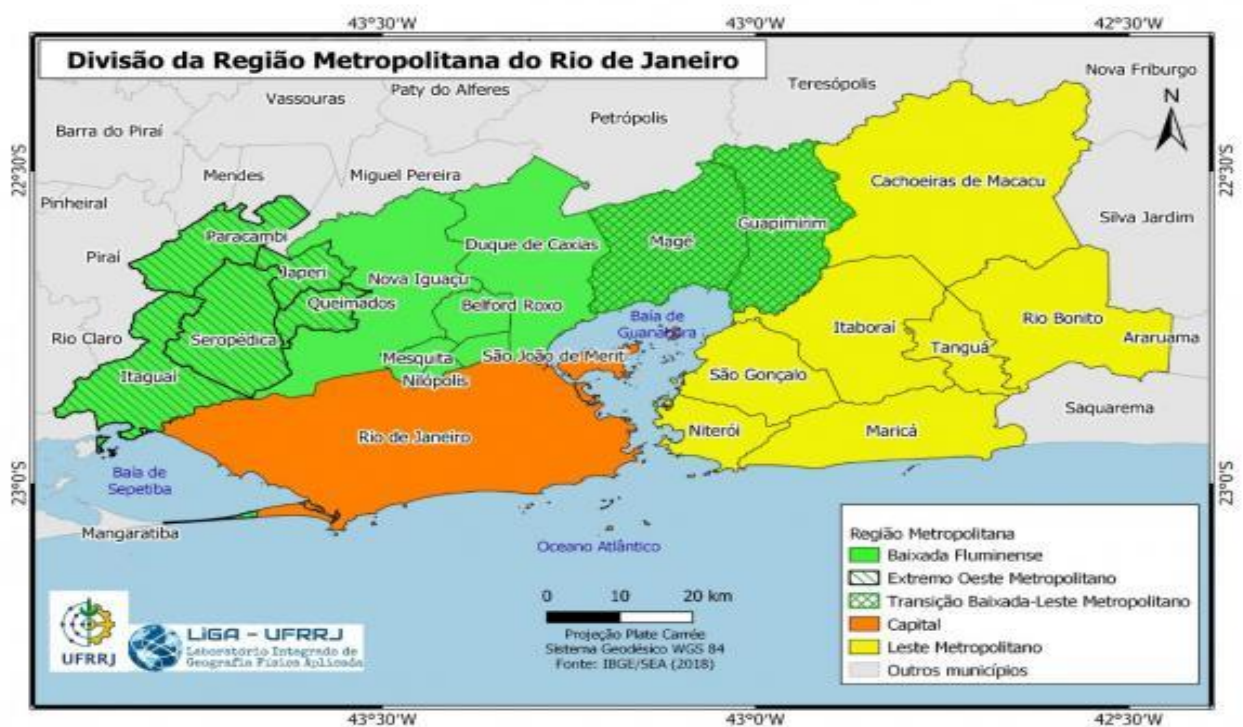 43°30'W 43°0'W 42°30'W
Divisão da Região Metropolitana do Rio de Janeiro
Nova Friburgo
Teresópolis
Paty do Alferes
Vassouras
N
Petrópolis
Barra do Piraí
22°30'S
22°30'S
Mendes
Miguel Pereira
Cachoeiras de Macacu
Pinheiral
Silva Jardim
Guapimirim
Paracambi
Magé
Duque de Caxias
Piraí
Japeri
Nova Iguaçu
Queimados
Belford Roxo
Baía de
Guanabara
Rio Bonito
Itaboraí
Rio Claro
Seropédica
Araruama
Tanguá
Mesquita
São João de Merit
Itaguaí
Nilópolis
São Gonçalo
Saquarema
Rio de Janeiro
Niterói
Maricá
Baía de
Sepetiba
23°0'S
23°0'S
Mangaratiba
Oceano Atlântico
Região Metropolitana
Baixada Fluminense
Extremo Oeste Metropolitano
Transição Baixada-Leste Metropolitano
Capital
Leste Metropolitano
Outros municípios
0 10 20 km
Projeção Plate Carrée
Sistema Geodésico WGS 84
Fonte: IBGE/SEA (2018)
UFRRJ
LiGA - UFRRJ
Laboratório Integrado de
Geografia Física Aplicada
43°30'W 43°0'W 42°30'W